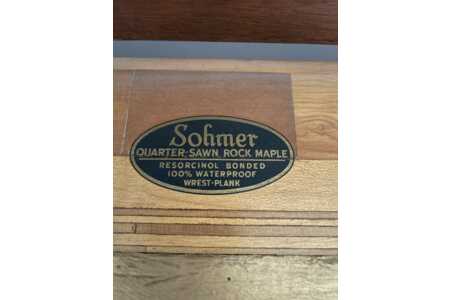 Sohmer
QUARTER-SAWN ROCK MAPLE
RESORCINOL BONDED
100% WATERPROOF
WREST-PLANK